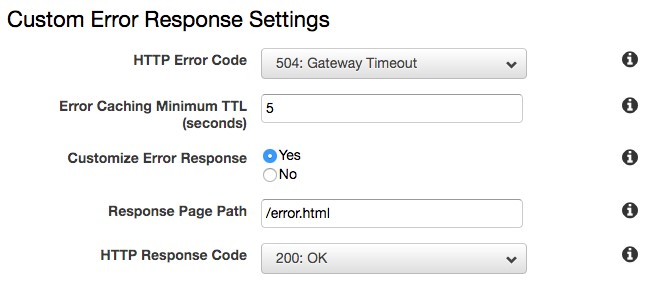 Custom Error Response Settings
HTTP Error Code 504: Gateway Timeout
Error Caching Minimum TTL
(seconds) 5
Customize Error Response Yes
No
Response Page Path /error.html
HTTP Response Code 200: OK